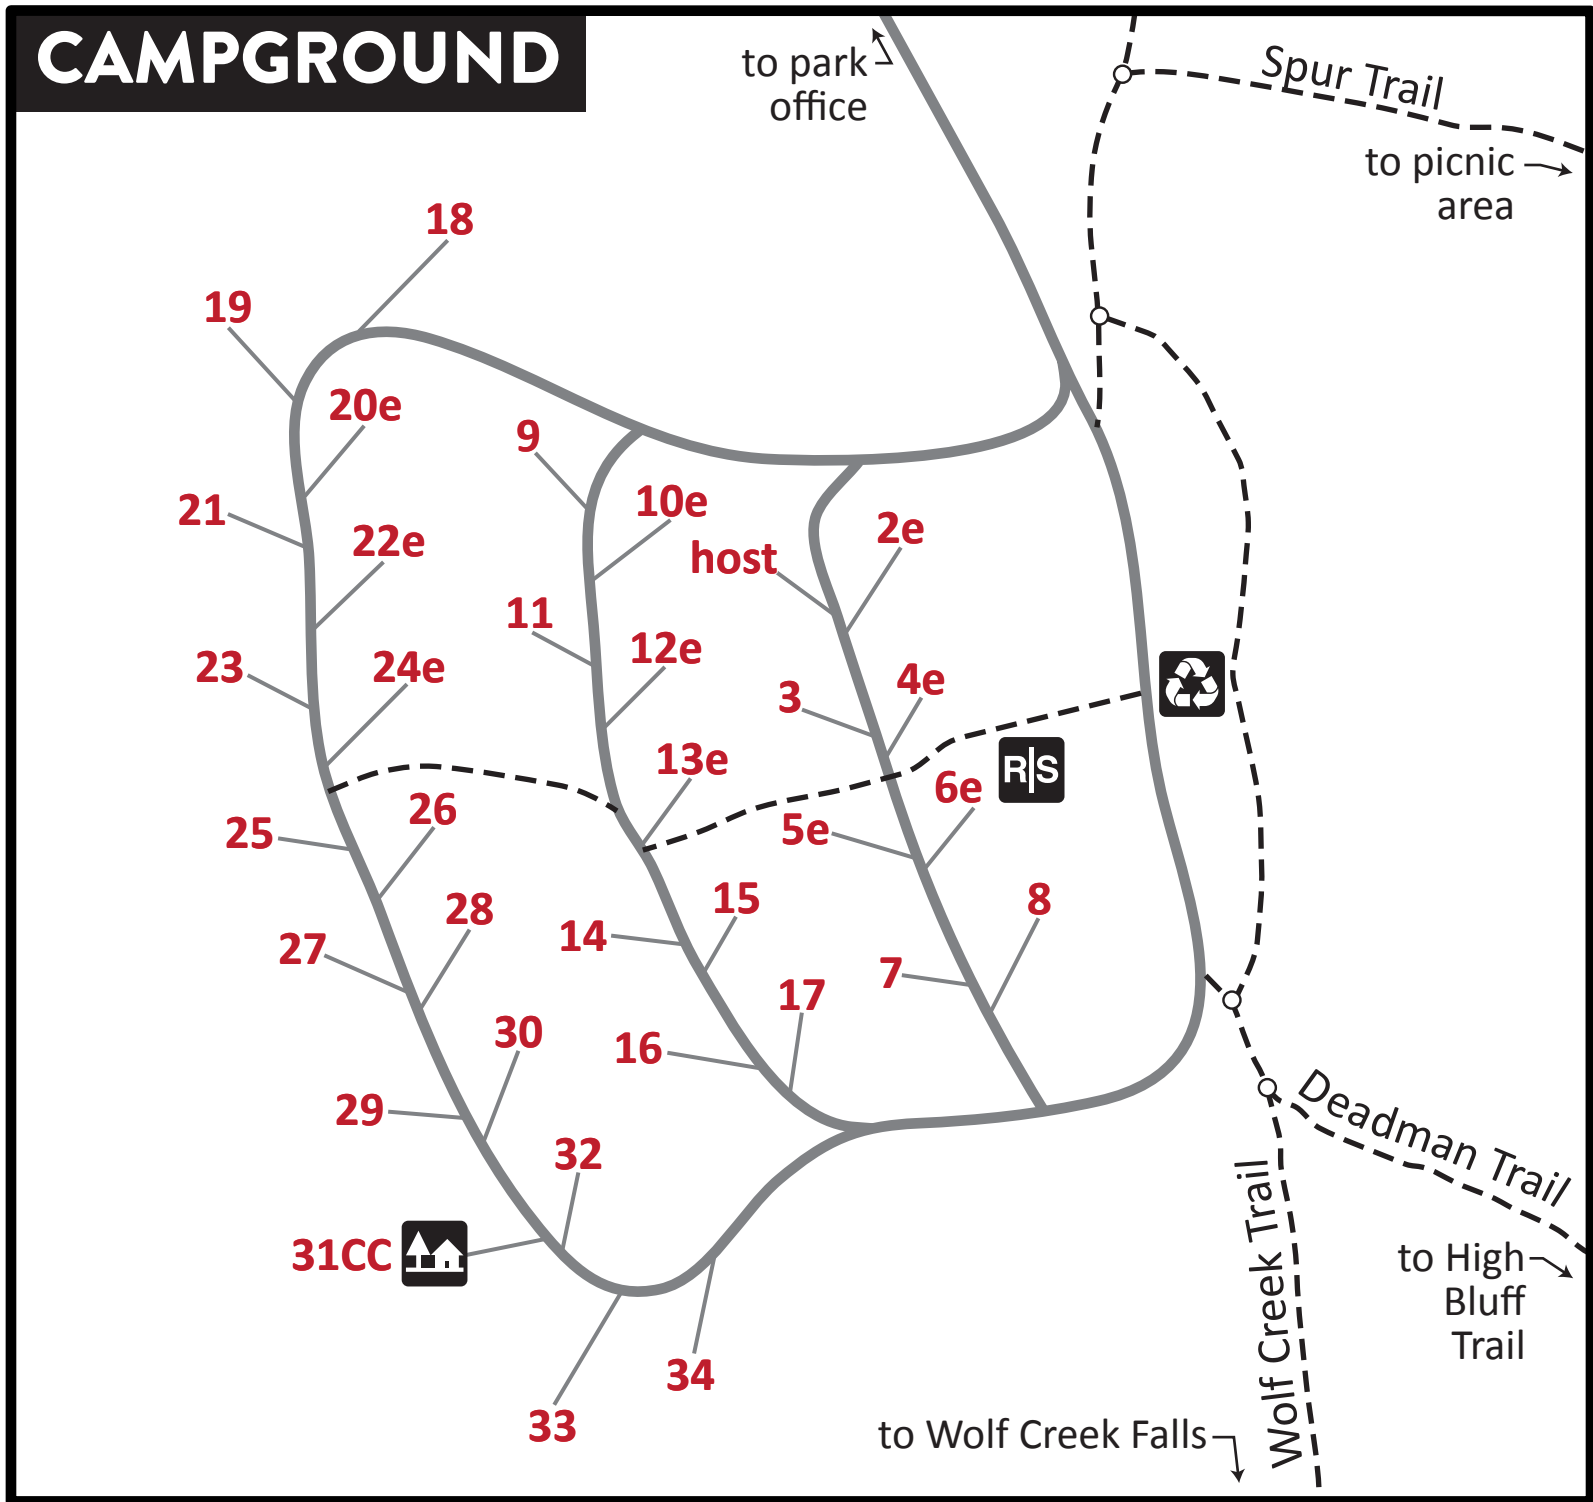 CAMPGROUND
to park
office
Spur Trail
to picnic
area
18
19
20e
9
21
10e
2e
22e
host
11
12e
23
24e
4e
3
13e
R|S
6e
26
25
5e
15
8
28
14
27
7
17
30
16
29
Deadman Trail
32
31CC
Wolf Creek Trail
to High
Bluff
Trail
34
33
to Wolf Creek Falls